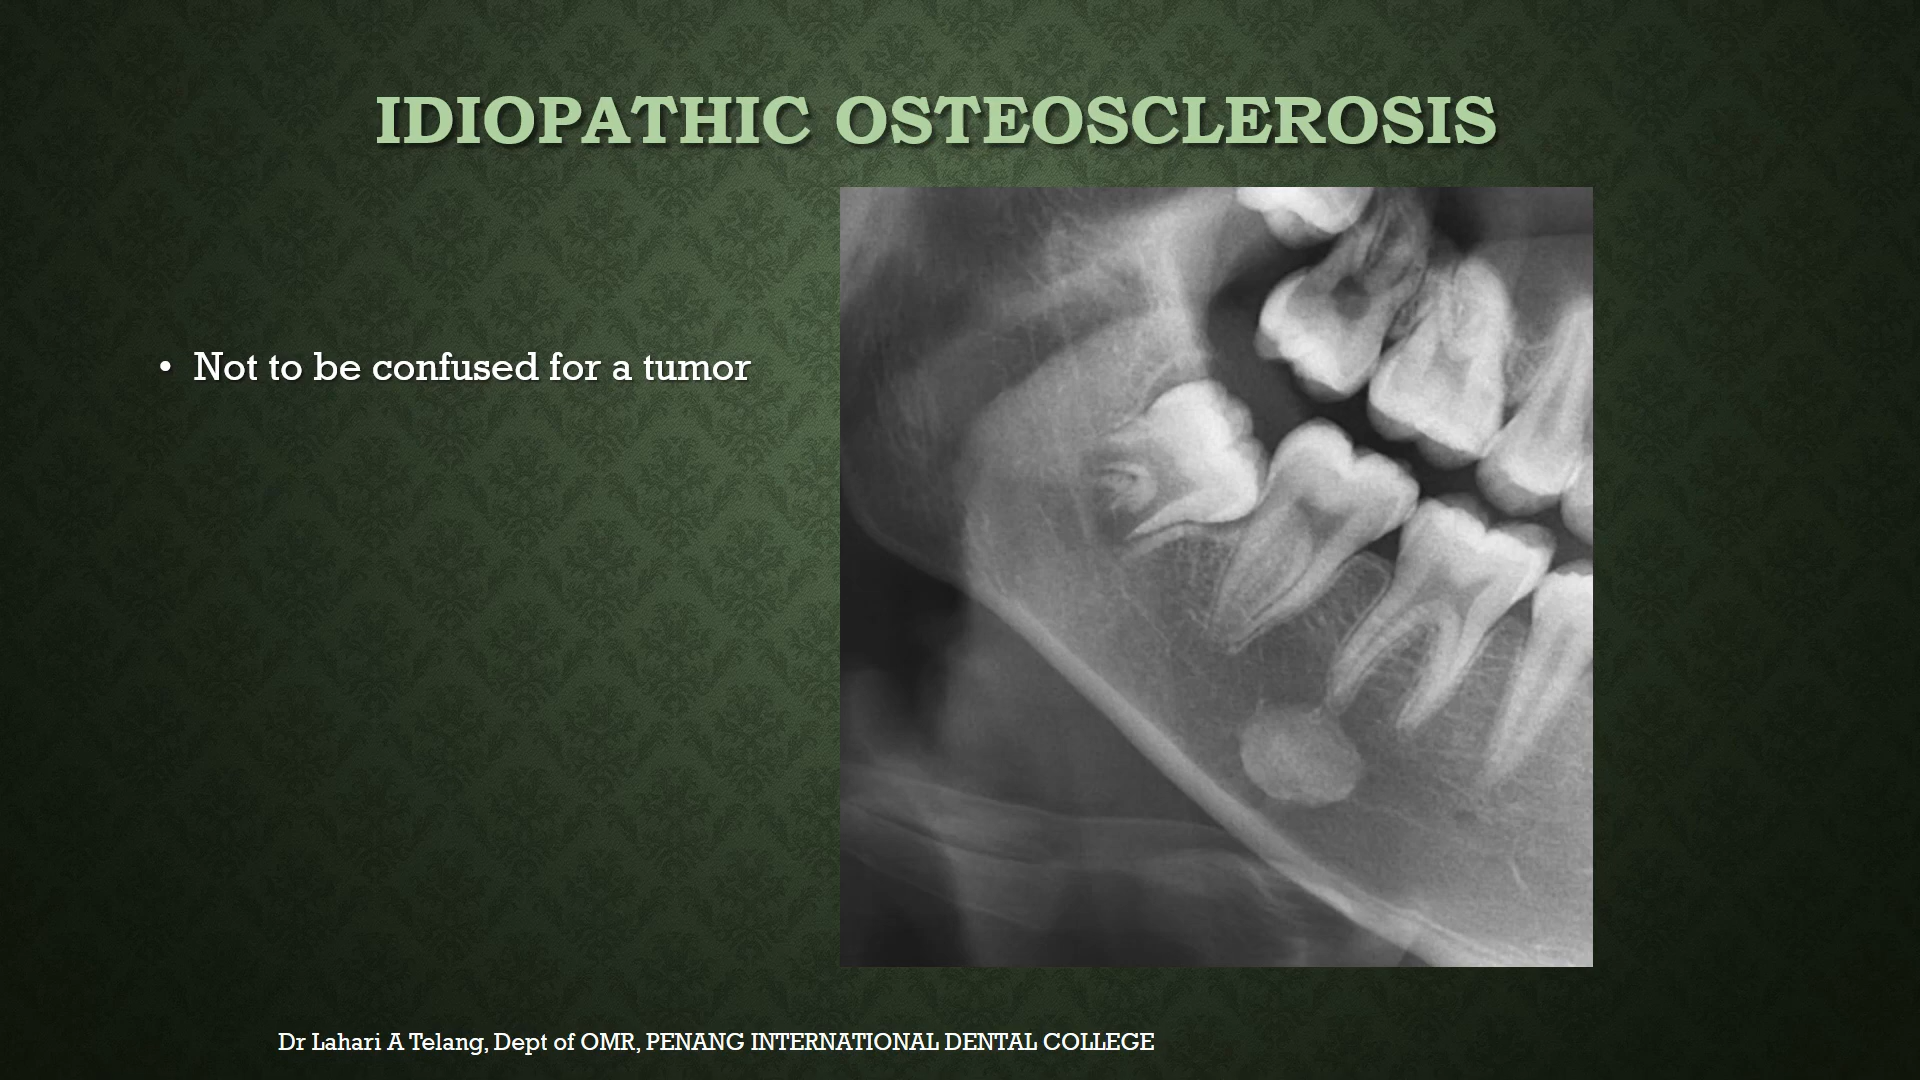 IDIOPATHIC OSTEOSCLEROSIS
• Not to be confused for a tumor
Dr Lahari A Telang, Dept of OMR, PENANG INTERNATIONAL DENTAL COLLEGE